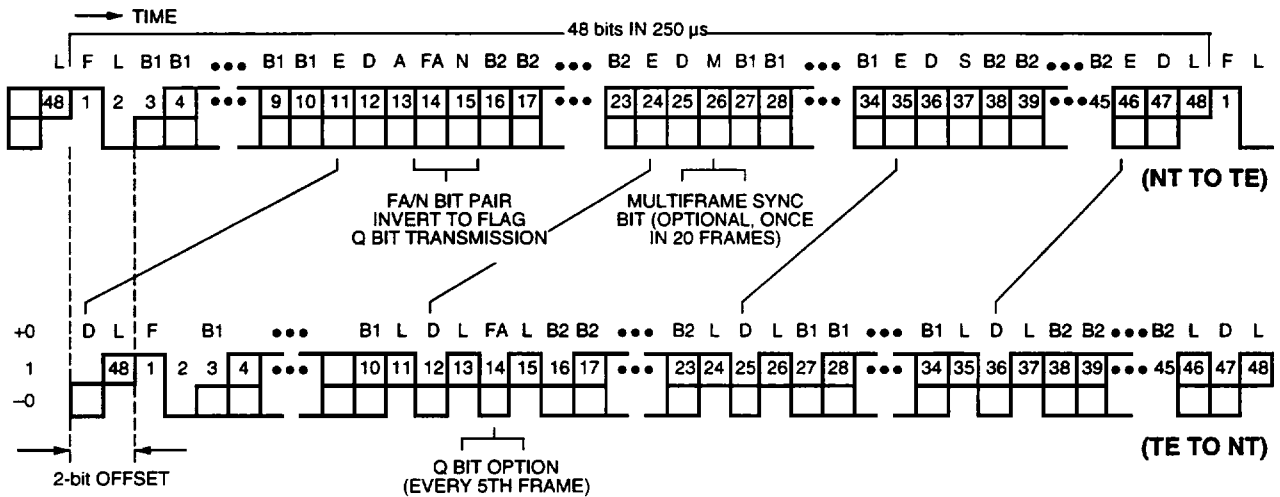 TIME
48 bits IN 250 µs
L F L B1 B1 ••• B1 B1 E D A FA N B2 B2 ••• B2 E D M B1 B1 ••• B1 E D S B2 B2 ••• B2 E D L F L
48 1 2 3 4 ••• 9 10 11 12 13 14 15 16 17 ••• 23 24 25 26 27 28 ••• 34 35 36 37 38 39 ••• 45 46 47 48 1
(NT TO TE)
FA/N BIT PAIR
INVERT TO FLAG
Q BIT TRANSMISSION
MULTIFRAME SYNC
BIT (OPTIONAL, ONCE
IN 20 FRAMES)
+0 D L F B1 ••• B1 L D L FA L B2 B2 ••• B2 L D L B1 B1 ••• B1 L D L B2 B2 ••• B2 L D L
1 48 1 2 3 4 ••• 10 11 12 13 14 15 16 17 ••• 23 24 25 26 27 28 ••• 34 35 36 37 38 39 ••• 45 46 47 48
−0
(TE TO NT)
2-bit OFFSET
Q BIT OPTION
(EVERY 5TH FRAME)